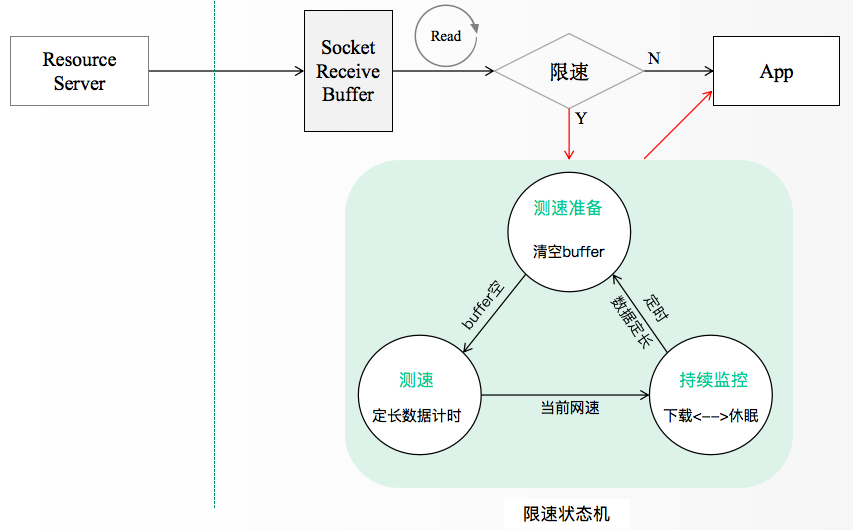 Resource
Server
Socket
Receive
Buffer
Read
限速
N
App
Y
测速准备
清空buffer
buffer空
定时
数据定长
测速
定长数据计时
当前网速
持续监控
下载<-->休眠
限速状态机